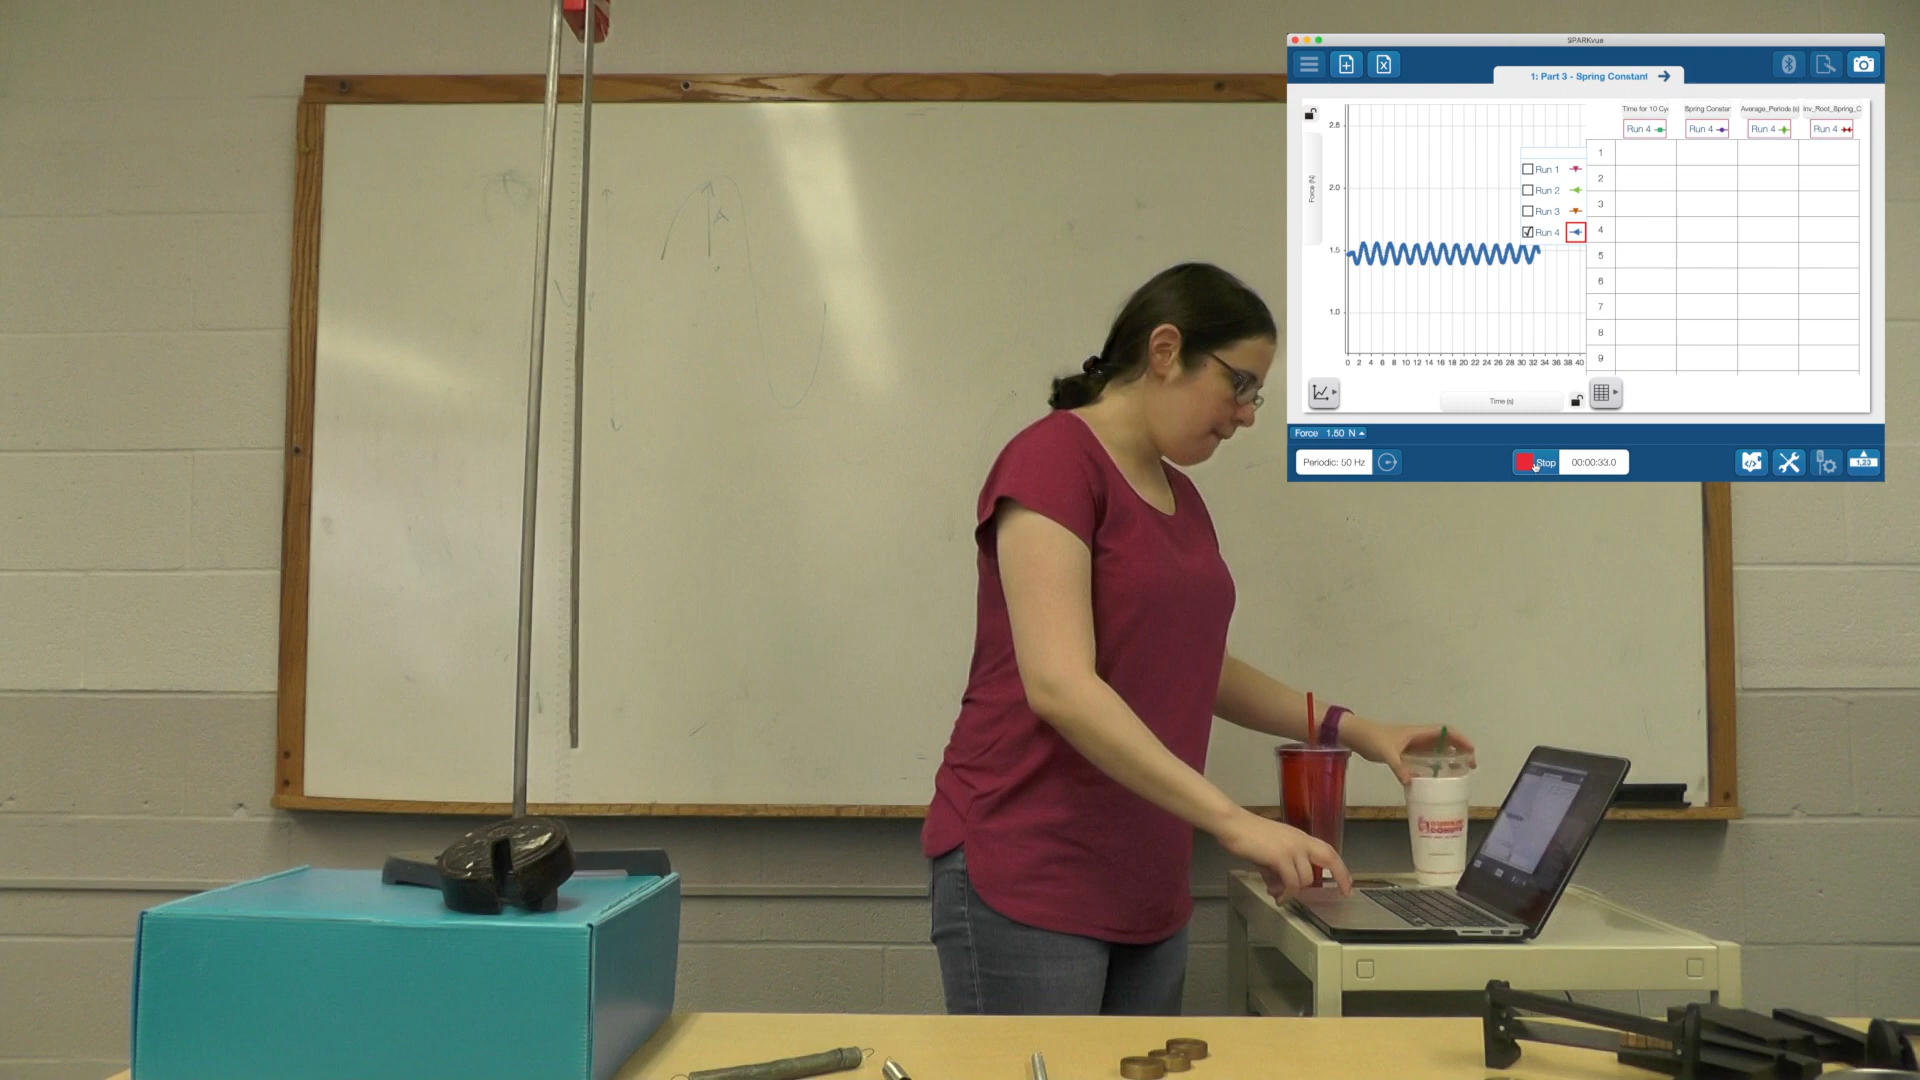 SPARKvue
1: Part 3 - Spring Constant
Time for 10 Cy
Spring Constar
Average_Periods (s)
Inv_Root_Spring_C
Run 4
Run 4
Run 4
Run 4
Force (N)
2.5
2.0
1.5
1.0
Run 1
Run 2
Run 3
Run 4
1
2
3
4
5
6
7
8
9
0 2 4 6 8 10 12 14 16 18 20 22 24 26 28 30 32 34 36 38 40
Time (s)
Force 1.50 N
Periodic: 50 Hz
Stop
00:00:33.0
1.23
A
DONUTS